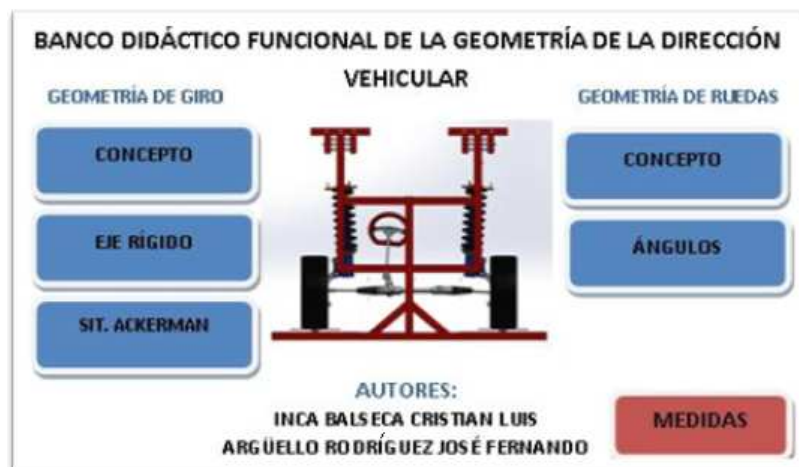 BANCO DIDÁCTICO FUNCIONAL DE LA GEOMETRÍA DE LA DIRECCIÓN
VEHICULAR
GEOMETRÍA DE GIRO
CONCEPTO
EJE RÍGIDO
SIT. ACKERMAN
GEOMETRÍA DE RUEDAS
CONCEPTO
ÁNGULOS
AUTORES:
INCA BALSECA CRISTIAN LUIS
ARGÜELLO RODRÍGUEZ JOSÉ FERNANDO
MEDIDAS